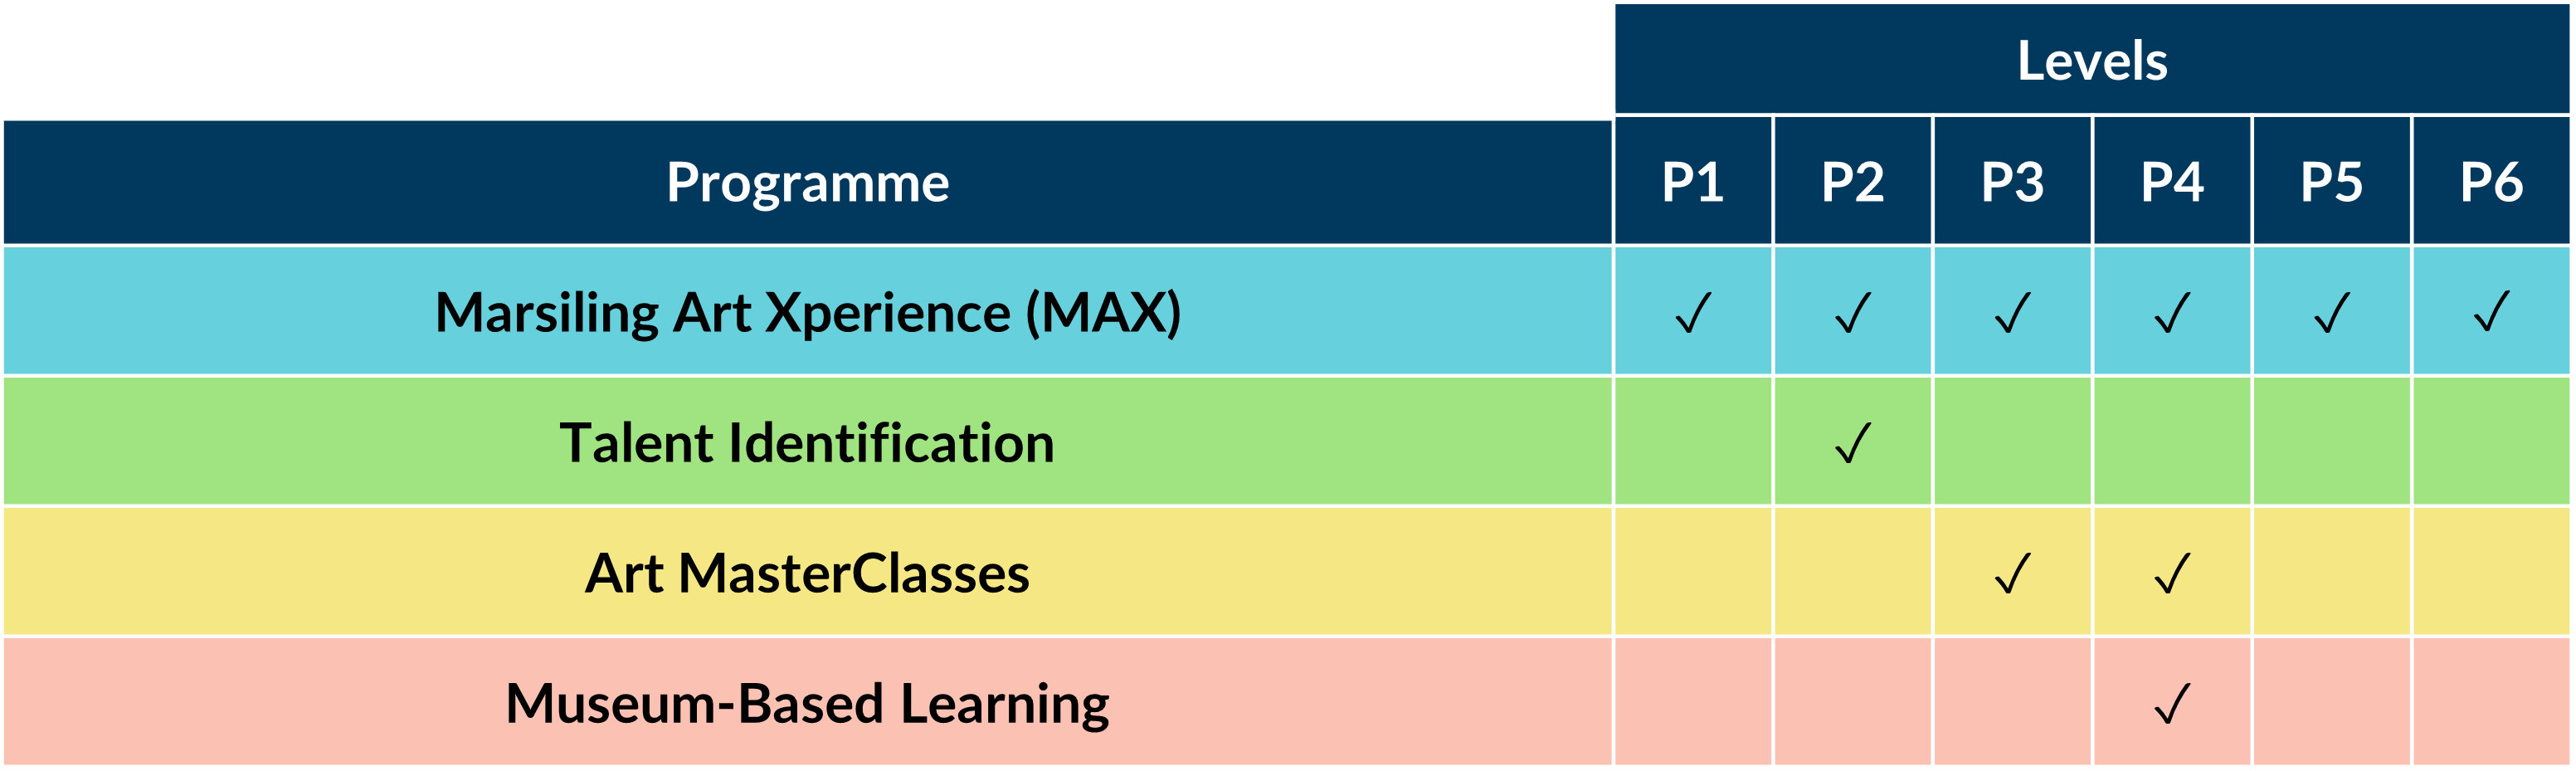 Levels
Programme P1 P2 P3 P4 P5 P6
Marsiling Art Xperience (MAX) ✓ ✓ ✓ ✓ ✓ ✓
Talent Identification ✓
Art MasterClasses ✓ ✓
Museum-Based Learning ✓